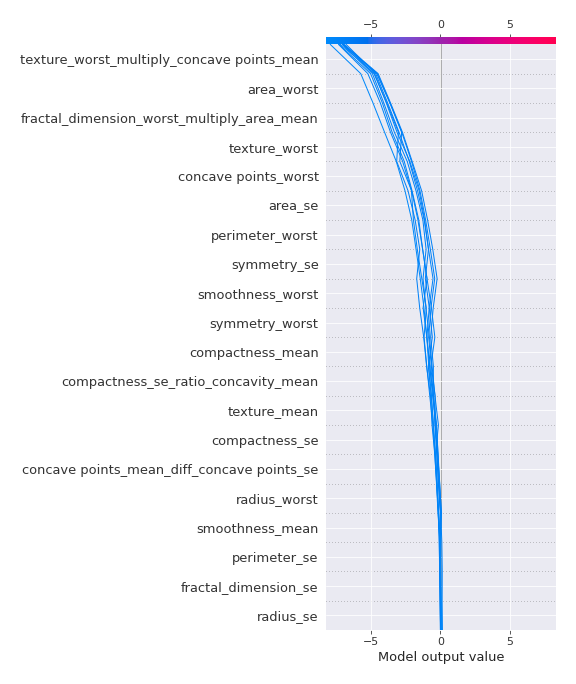 −5 0 5
texture_worst_multiply_concave points_mean
area_worst
fractal_dimension_worst_multiply_area_mean
texture_worst
concave points_worst
area_se
perimeter_worst
symmetry_se
smoothness_worst
symmetry_worst
compactness_mean
compactness_se_ratio_concavity_mean
texture_mean
compactness_se
concave points_mean_diff_concave points_se
radius_worst
smoothness_mean
perimeter_se
fractal_dimension_se
radius_se
−5 0 5
Model output value